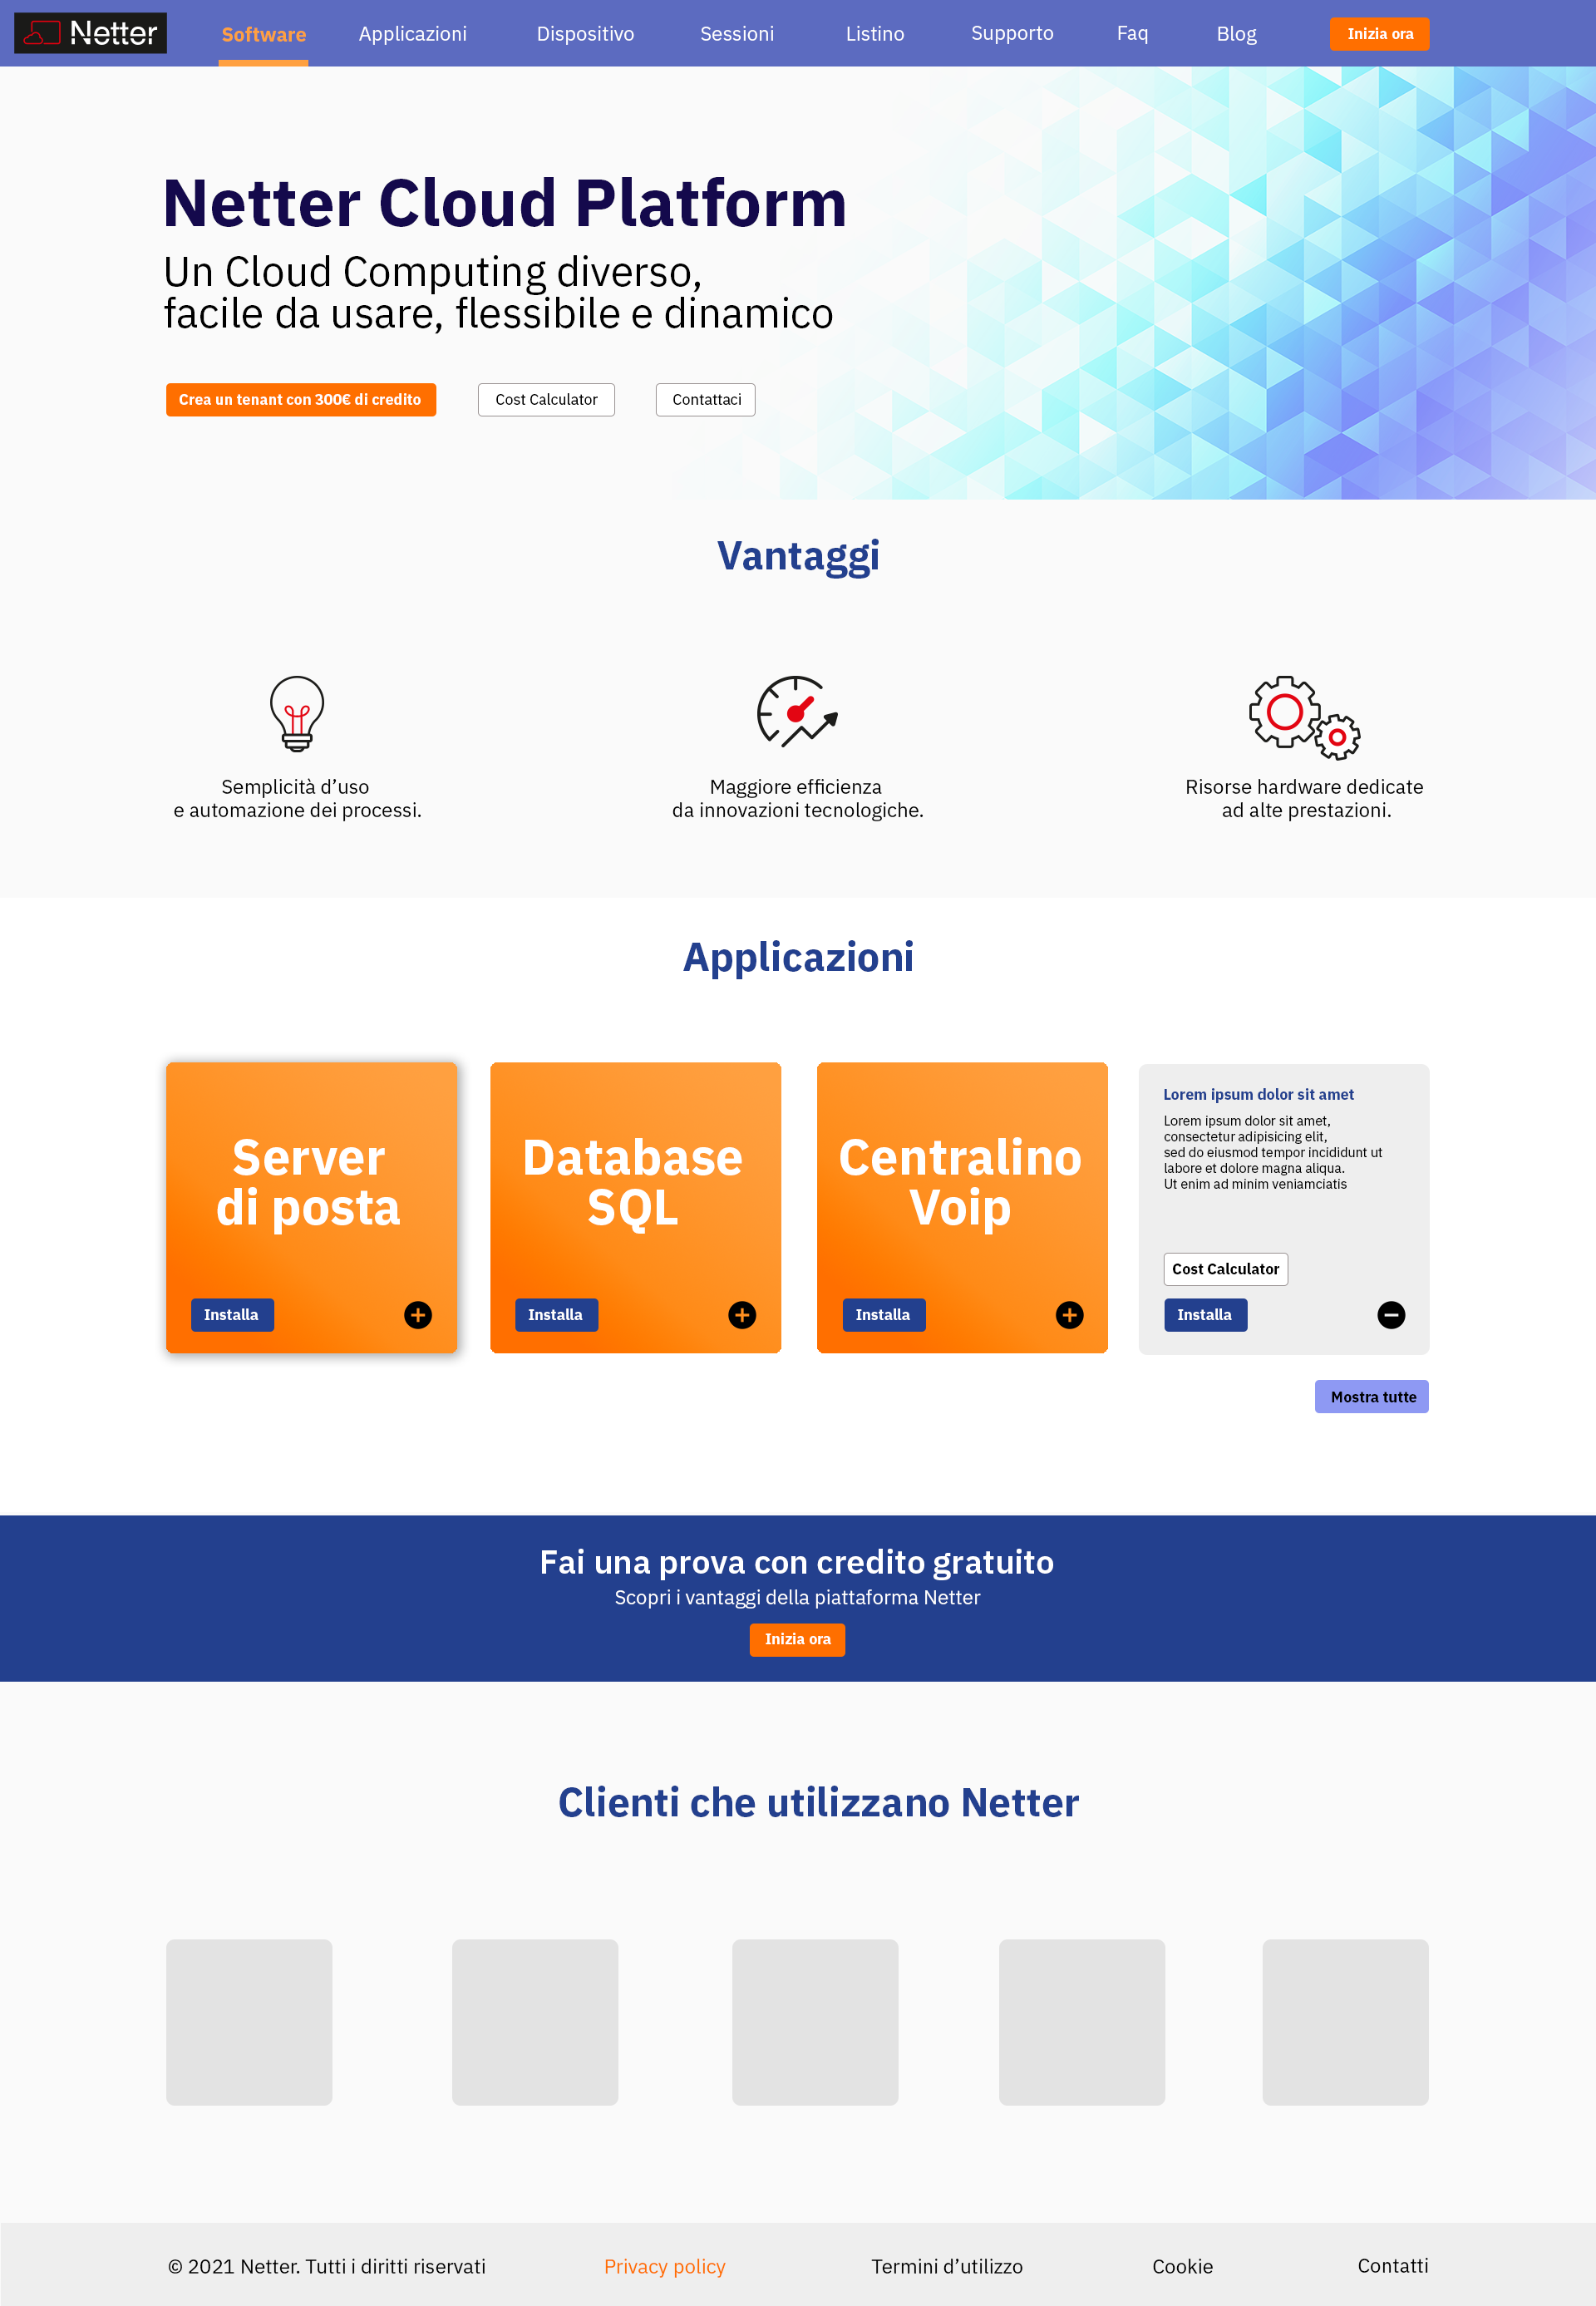 Netter
Software
Applicazioni
Dispositivo
Sessioni
Listino
Supporto
Faq
Blog
Inizia ora
Netter Cloud Platform
Un Cloud Computing diverso,
facile da usare, flessibile e dinamico
Crea un tenant con 300€ di credito
Cost Calculator
Contattaci
Vantaggi
Semplicità d’uso
e automazione dei processi.
Maggiore efficienza
da innovazioni tecnologiche.
Risorse hardware dedicate
ad alte prestazioni.
Applicazioni
Server
di posta
Installa
Database
SQL
Installa
Centralino
Voip
Installa
Lorem ipsum dolor sit amet
Lorem ipsum dolor sit amet,
consectetur adipisicing elit,
sed do eiusmod tempor incididunt ut
labore et dolore magna aliqua.
Ut enim ad minim veniamciatis
Cost Calculator
Installa
Mostra tutte
Fai una prova con credito gratuito
Scopri i vantaggi della piattaforma Netter
Inizia ora
Clienti che utilizzano Netter
© 2021 Netter. Tutti i diritti riservati
Privacy policy
Termini d’utilizzo
Cookie
Contatti